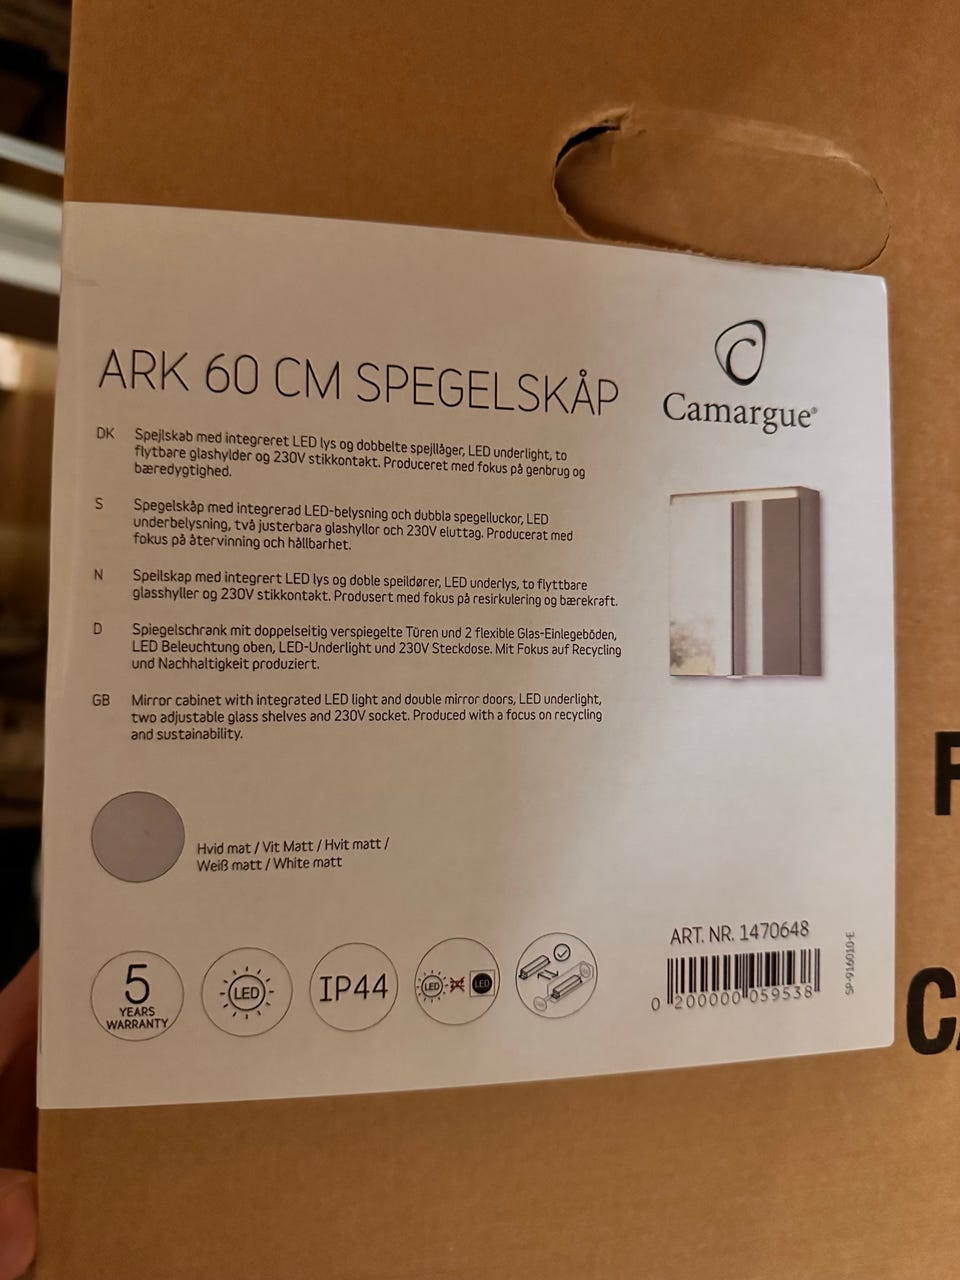 ARK 60 CM SPEGELSKÅP
Camargue®
DK Spejlskab med integreret LED lys og dobbelte spejllåger, LED underlight, to
flytbare glashylder og 230V stikkontakt. Produceret med fokus på genbrug og
bæredygtighed.
S Spegelskåp med integrerad LED-belysning och dubbla spegelluckor, LED
underbelysning, två justerbara glashyllor och 230V eluttag. Producerat med
fokus på återvinning och hållbarhet.
N Speilskap med integrert LED lys og doble speildører, LED underlys, to flyttbare
glasshyller og 230V stikkontakt. Produsert med fokus på resirkulering og bærekraft.
D Spiegelschrank mit doppelseitig verspiegelte Türen und 2 flexible Glas-Einlegeböden,
LED Beleuchtung oben, LED-Underlight und 230V Steckdose. Mit Fokus auf Recycling
und Nachhaltigkeit produziert.
GB Mirror cabinet with integrated LED light and double mirror doors, LED underlight,
two adjustable glass shelves and 230V socket. Produced with a focus on recycling
and sustainability.
Hvid mat / Vit Matt / Hvit matt /
Weiß matt / White matt
5
YEARS
WARRANTY
LED
IP44
LED LED
ART. NR. 1470648
0 200000 059538
SP-916010-E